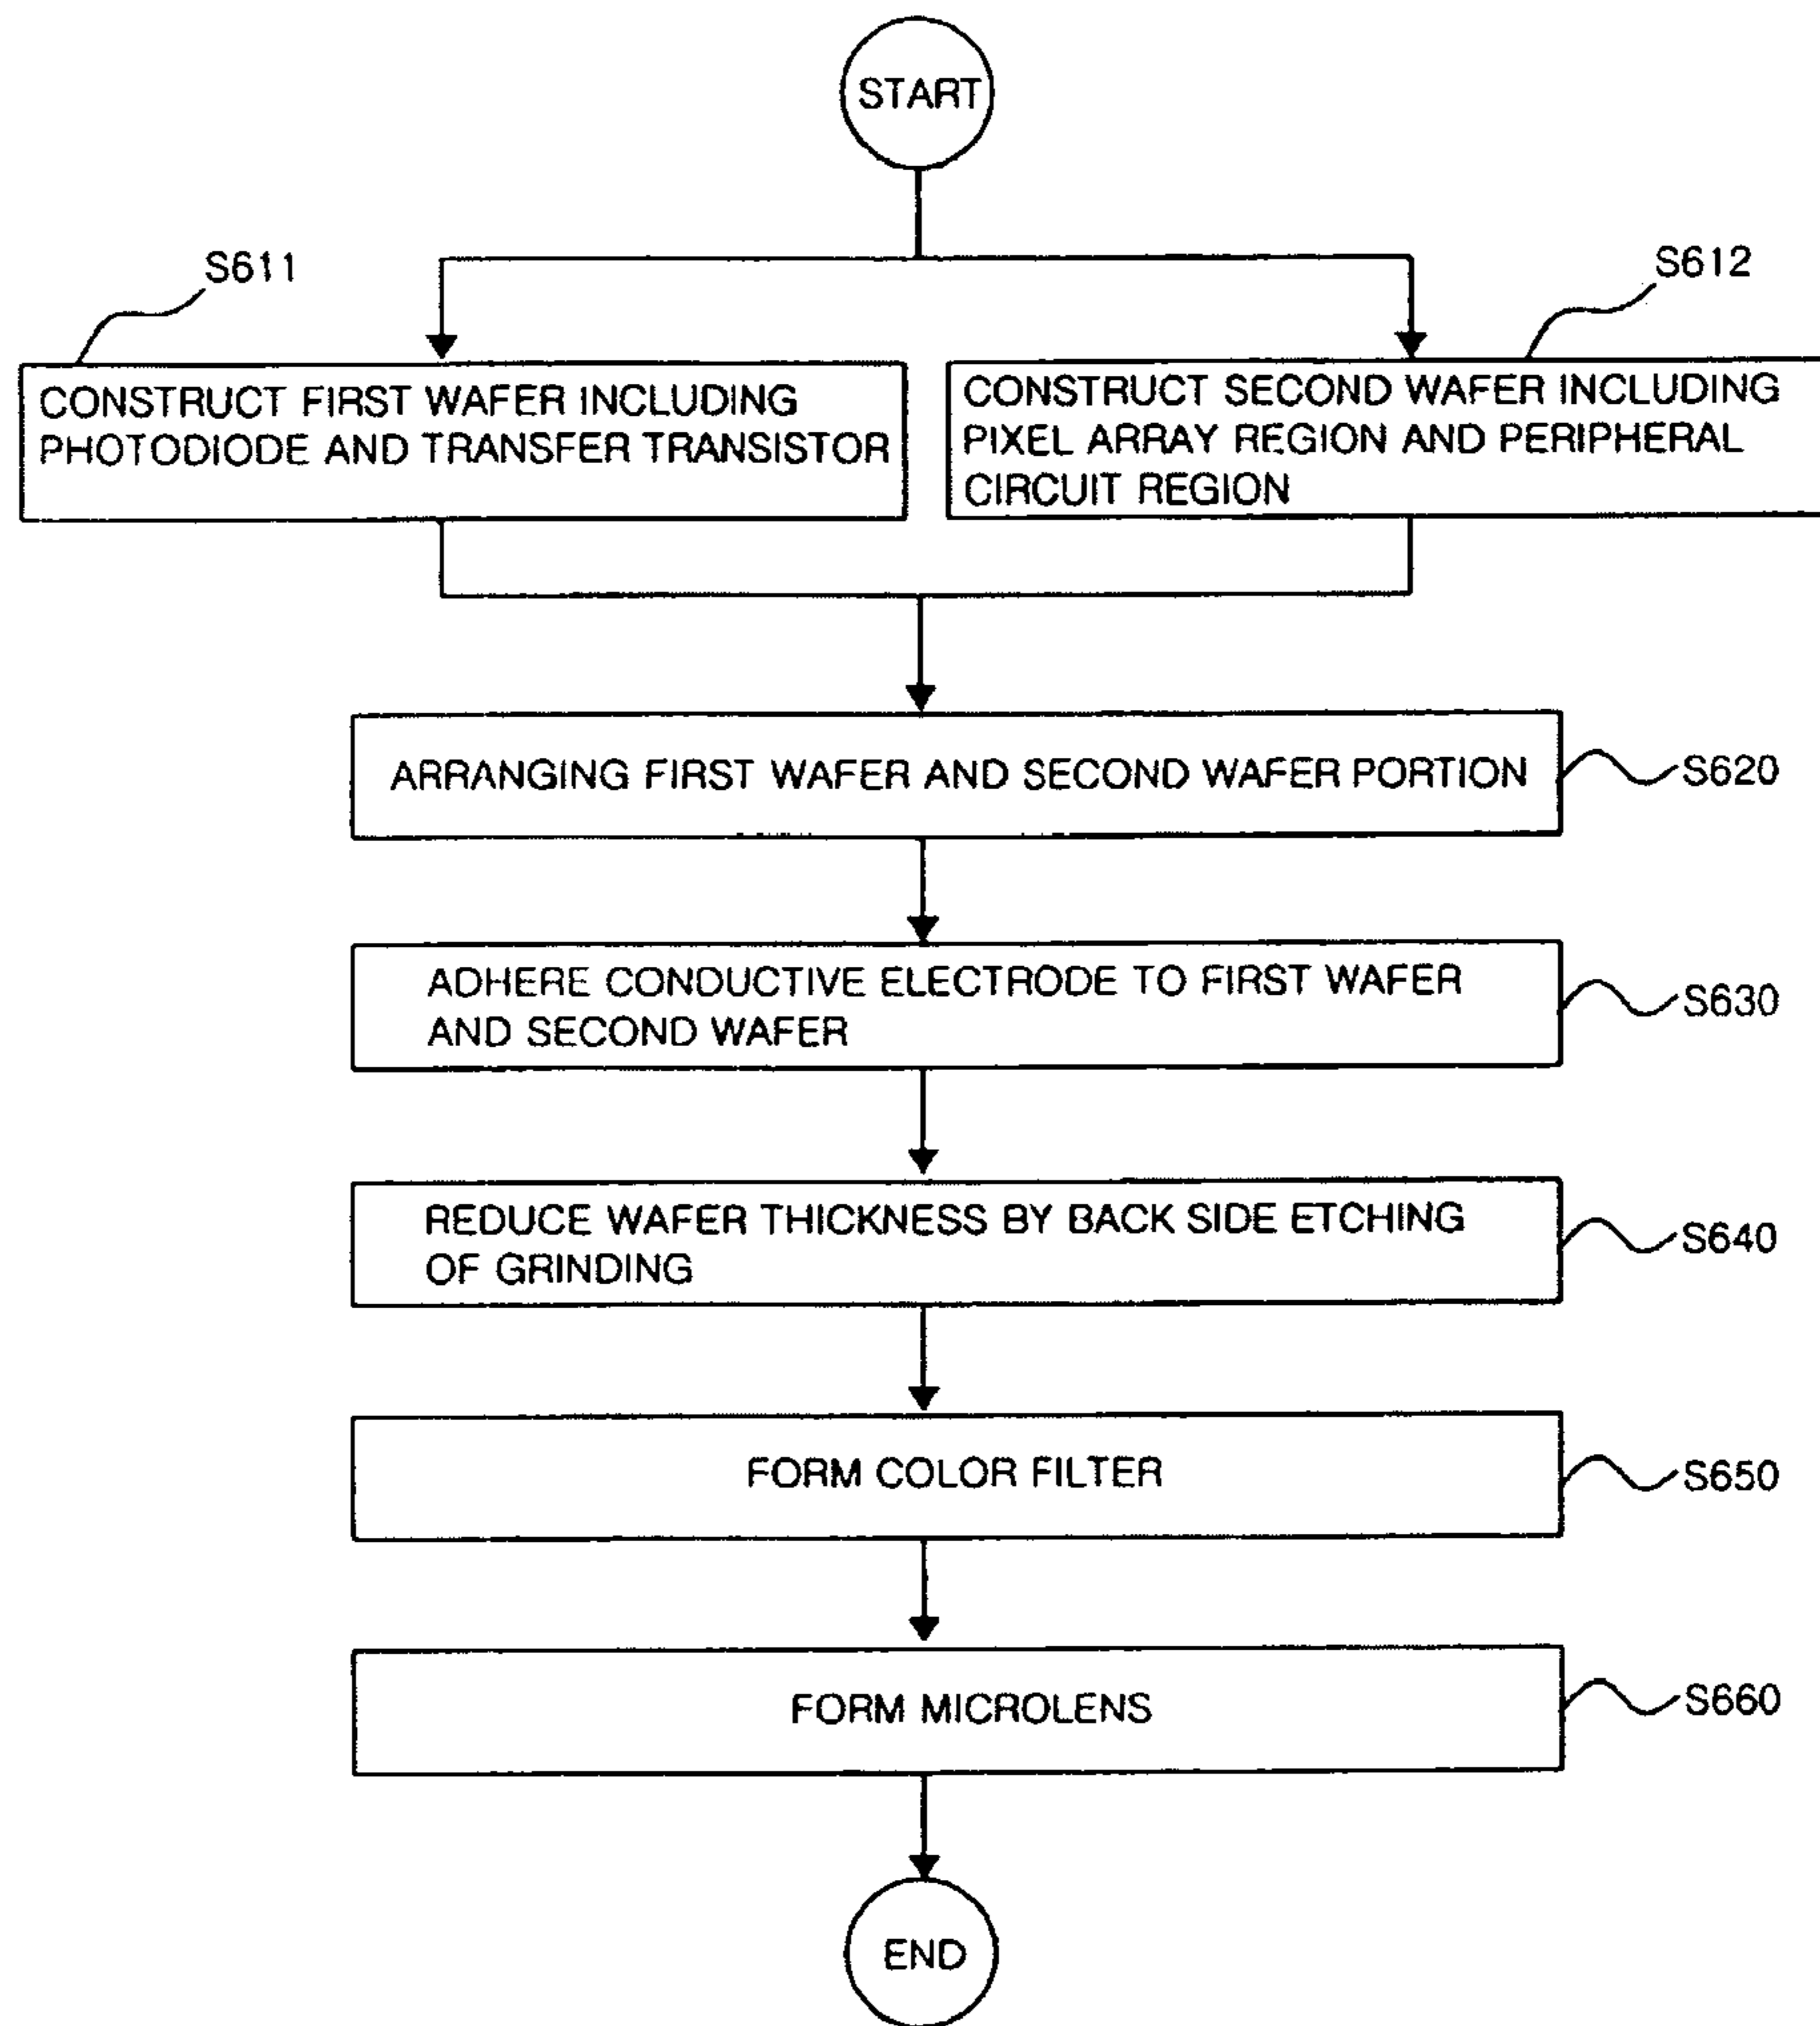 START
S611
S612
CONSTRUCT FIRST WAFER INCLUDING
PHOTODIODE AND TRANSFER TRANSISTOR
CONSTRUCT SECOND WAFER INCLUDING
PIXEL ARRAY REGION AND PERIPHERAL
CIRCUIT REGION
ARRANGING FIRST WAFER AND SECOND WAFER PORTION
S620
ADHERE CONDUCTIVE ELECTRODE TO FIRST WAFER
AND SECOND WAFER
S630
REDUCE WAFER THICKNESS BY BACK SIDE ETCHING
OF GRINDING
S640
FORM COLOR FILTER
S650
FORM MICROLENS
S660
END